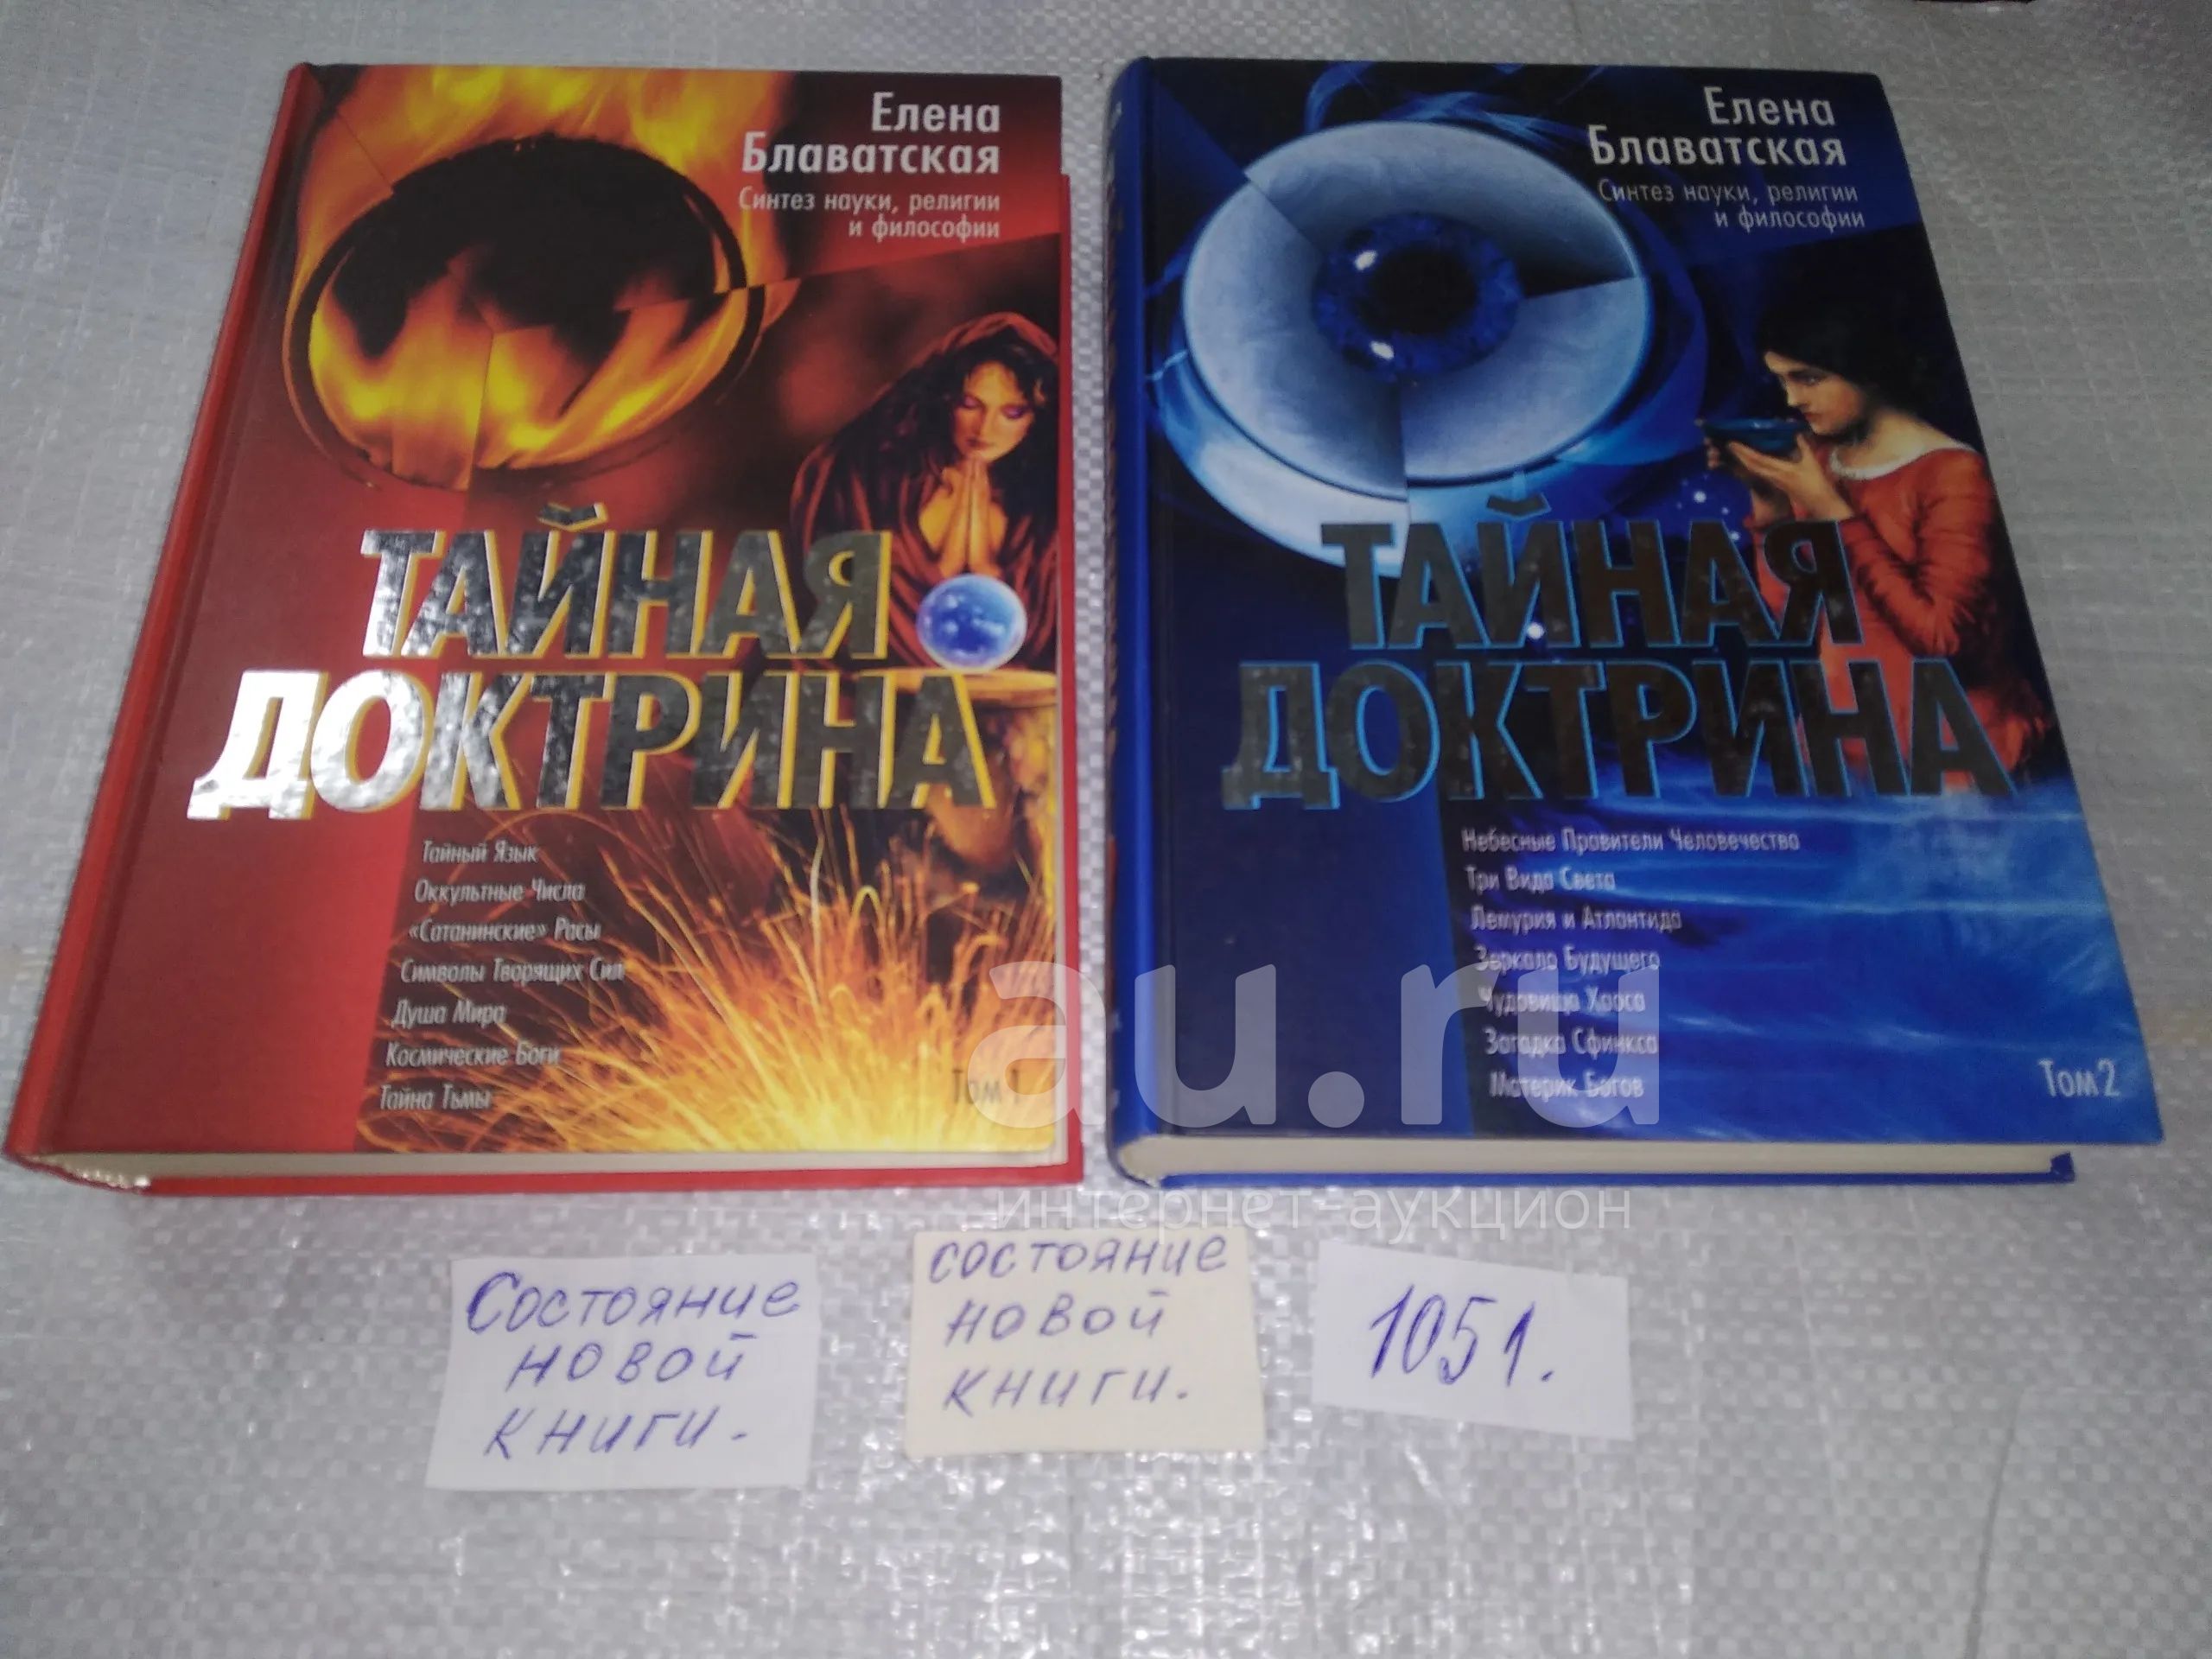 Елена
Блаватская
Синтез науки, религии
и философии
ТАЙНАЯ
ДОКТРИНА
Тайный Язык
Оккультные Числа
«Сатанинские» Расы
Символы Творящих Сил
Душа Мира
Космические Боги
Тайна Тьмы
Том 1
Елена
Блаватская
Синтез науки, религии
и философии
ТАЙНАЯ
ДОКТРИНА
Небесные Правители Человечества
Три Вида Света
Лемурия и Атлантида
Зеркало Будущего
Чудовища Хаоса
Загадка Сфинкса
Материк Богов
Том 2
au.ru
интернет-аукцион
Состояние
новой
книги.
состояние
новой
книги.
1051.